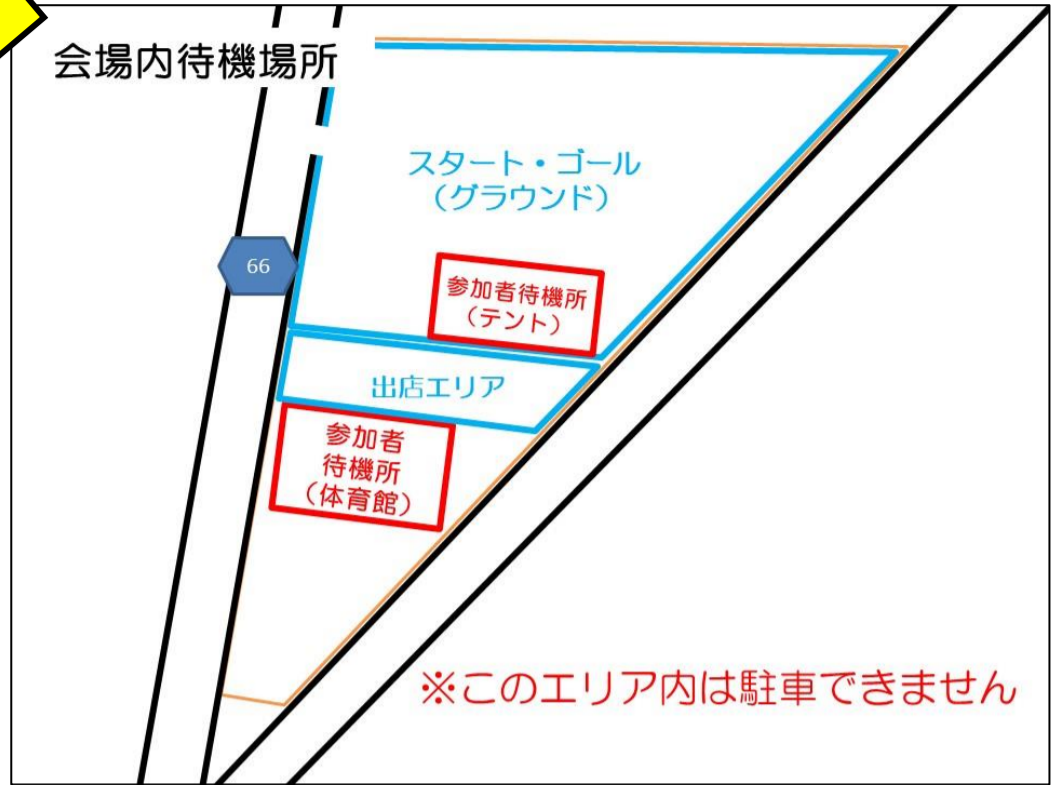 会場内待機場所
スタート・ゴール
（グラウンド）
66
参加者待機所
（テント）
出店エリア
参加者
待機所
（体育館）
※このエリア内は駐車できません